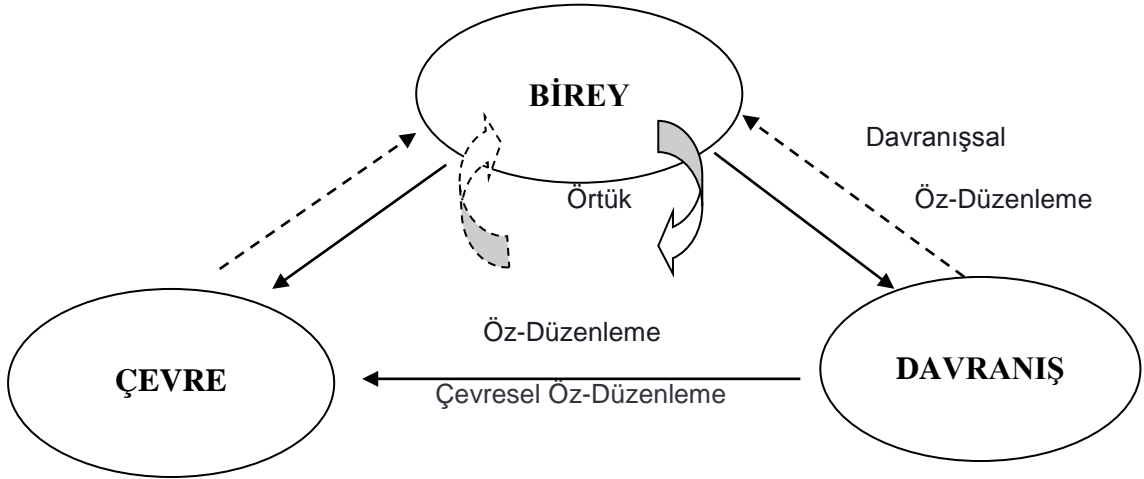 BİREY
Davranışsal
Örtük
Öz-Düzenleme
Öz-Düzenleme
ÇEVRE
DAVRANIŞ
Çevresel Öz-Düzenleme